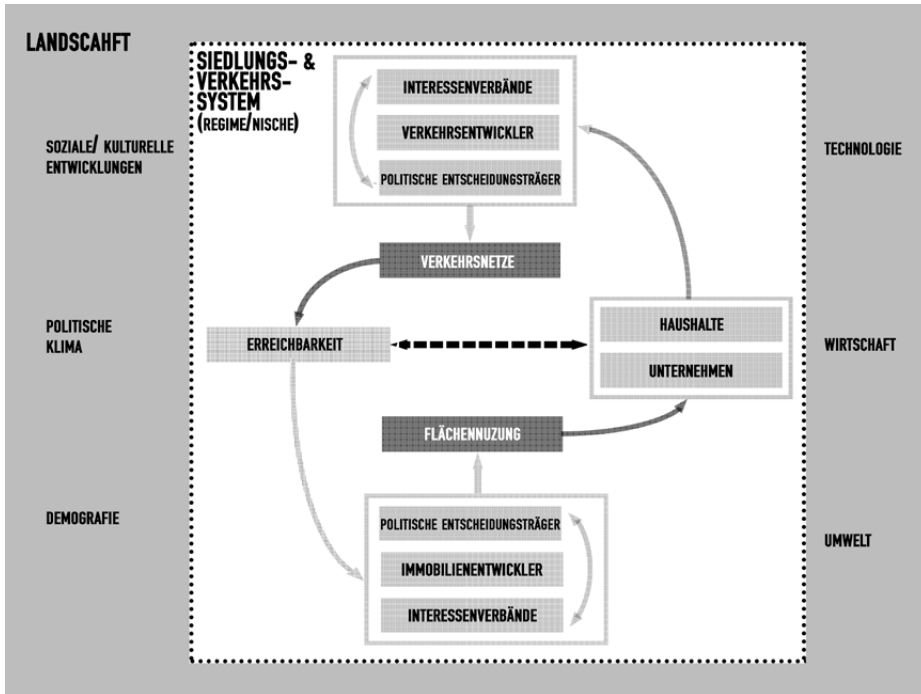 LANDSCAHFT
SIEDLUNGS- &
VERKEHRS-
SYSTEM
(REGIME/NISCHE)
INTERESSENVERBÄNDE
VERKEHRSENTWICKLER
POLITISCHE ENTSCHEIDUNGSTRÄGER
SOZIALE/ KULTURELLE
ENTWICKLUNGEN
TECHNOLOGIE
VERKEHRSNETZE
POLITISCHE
KLIMA
ERREICHBARKEIT
HAUSHALTE
UNTERNEHMEN
WIRTSCHAFT
FLÄCHENNUZUNG
DEMOGRAFIE
POLITISCHE ENTSCHEIDUNGSTRÄGER
IMMOBILIENTWICKLER
INTERESSENVERBÄNDE
UMWELT